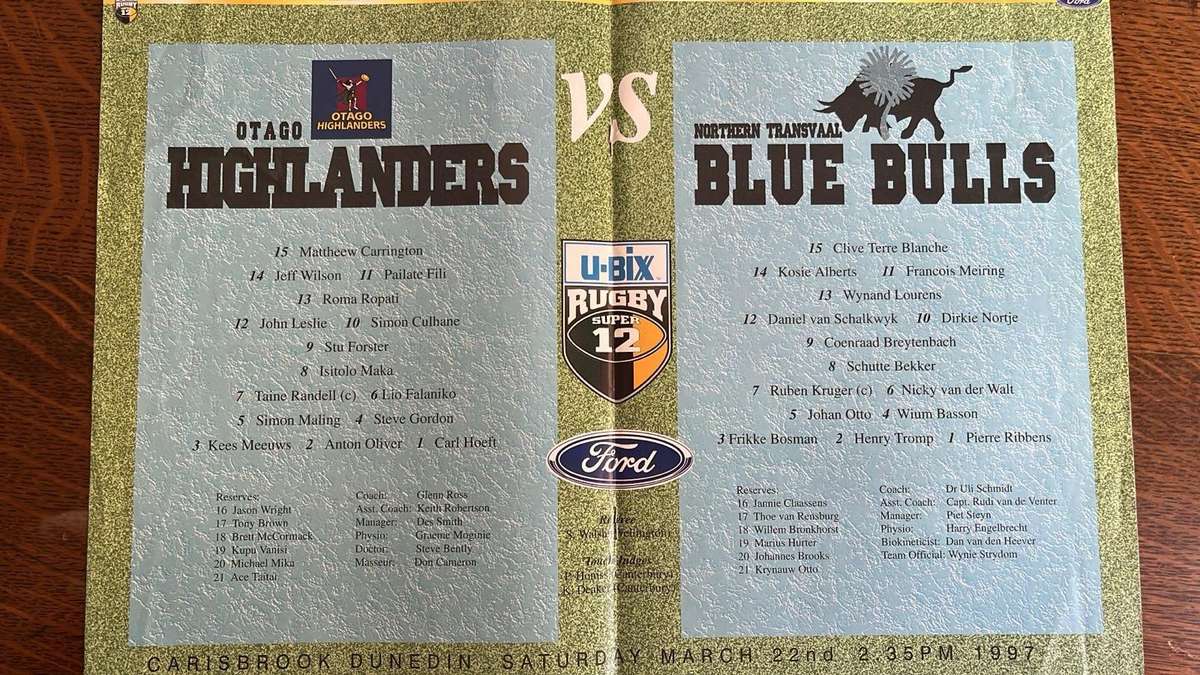 RUGBY
12
Ford
OTAGO
HIGHLANDERS
OTAGO
HIGHLANDERS
15 Mattheew Carrington
14 Jeff Wilson 11 Pailate Fili
13 Roma Ropati
12 John Leslie 10 Simon Culhane
9 Stu Forster
8 Isitolo Maka
7 Taine Randell (c) 6 Lio Falaniko
5 Simon Maling 4 Steve Gordon
3 Kees Meeuws 2 Anton Oliver 1 Carl Hoeft
Reserves:
16 Jason Wright
17 Tony Brown
18 Brett McCormack
19 Kupu Vanisi
20 Michael Mika
21 Ace Tiatai
Coach: Glenn Ross
Asst. Coach: Keith Robertson
Manager: Des Smith
Physio: Graeme Moginie
Doctor: Steve Bently
Masseur: Don Cameron
vs
U-BIX
RUGBY
SUPER
12
Ford
Referee
S. Walsh (Wellington)
Touch Judges
(Canterbury)
K. Deaker (Canterbury)
NORTHERN TRANSVAAL
BLUE BULLS
15 Clive Terre Blanche
14 Kosie Alberts 11 Francois Meiring
13 Wynand Lourens
12 Daniel van Schalkwyk 10 Dirkie Nortje
9 Coenraad Breytenbach
8 Schutte Bekker
7 Ruben Kruger (c) 6 Nicky van der Walt
5 Johan Otto 4 Wium Basson
3 Frikke Bosman 2 Henry Tromp 1 Pierre Ribbens
Reserves:
16 Jannie Claassens
17 Thoe van Rensburg
18 Willem Bronkhorst
19 Marius Hurter
20 Johannes Brooks
21 Krynauw Otto
Coach: Dr Uli Schmidt
Asst. Coach: Capt. Rudi van de Venter
Manager: Piet Steyn
Physio: Harry Engelbrecht
Biokineticist: Dan van den Heever
Team Official: Wynie Strydom
CARISBROOK DUNEDIN SATURDAY MARCH 22nd 2.35PM 1997